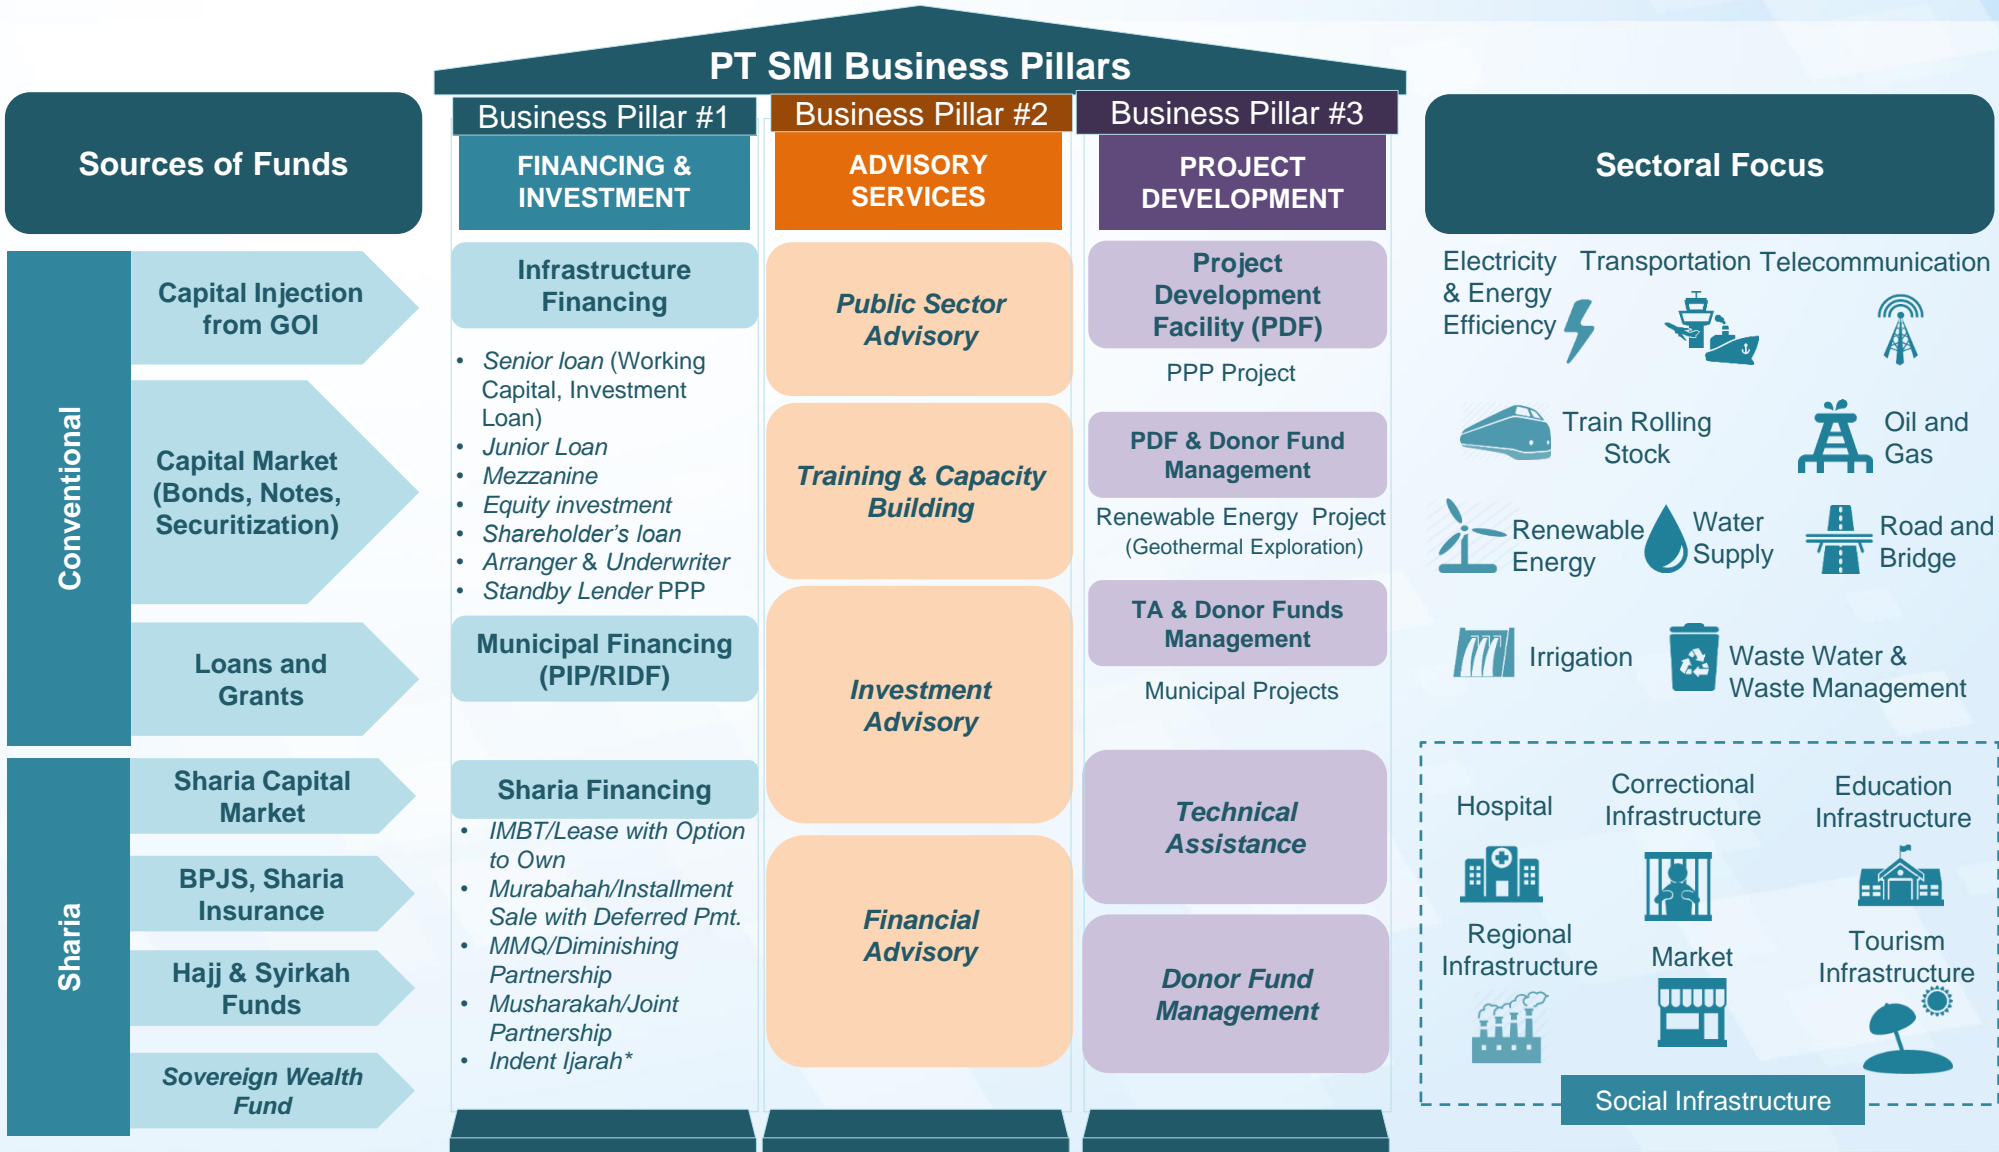 PT SMI Business Pillars
Sources of Funds
Conventional
Capital Injection
from GOI
Capital Market
(Bonds, Notes,
Securitization)
Loans and
Grants
Sharia
Sharia Capital
Market
BPJS, Sharia
Insurance
Hajj & Syirkah
Funds
Sovereign Wealth
Fund
Business Pillar #1
FINANCING &
INVESTMENT
Infrastructure
Financing
• Senior loan (Working
Capital, Investment
Loan)
• Junior Loan
• Mezzanine
• Equity investment
• Shareholder’s loan
• Arranger & Underwriter
• Standby Lender PPP
Municipal Financing
(PIP/RIDF)
Sharia Financing
• IMBT/Lease with Option
to Own
• Murabahah/Installment
Sale with Deferred Pmt.
• MMQ/Diminishing
Partnership
• Musharakah/Joint
Partnership
• Indent Ijarah*
Business Pillar #2
ADVISORY
SERVICES
Public Sector
Advisory
Training & Capacity
Building
Investment
Advisory
Financial
Advisory
Business Pillar #3
PROJECT
DEVELOPMENT
Project
Development
Facility (PDF)
PPP Project
PDF & Donor Fund
Management
Renewable Energy Project
(Geothermal Exploration)
TA & Donor Funds
Management
Municipal Projects
Technical
Assistance
Donor Fund
Management
Sectoral Focus
Electricity
& Energy
Efficiency
Transportation
Telecommunication
Train Rolling
Stock
Oil and
Gas
Renewable
Energy
Water
Supply
Road and
Bridge
Irrigation
Waste Water &
Waste Management
Hospital
Correctional
Infrastructure
Education
Infrastructure
Regional
Infrastructure
Market
Tourism
Infrastructure
Social Infrastructure